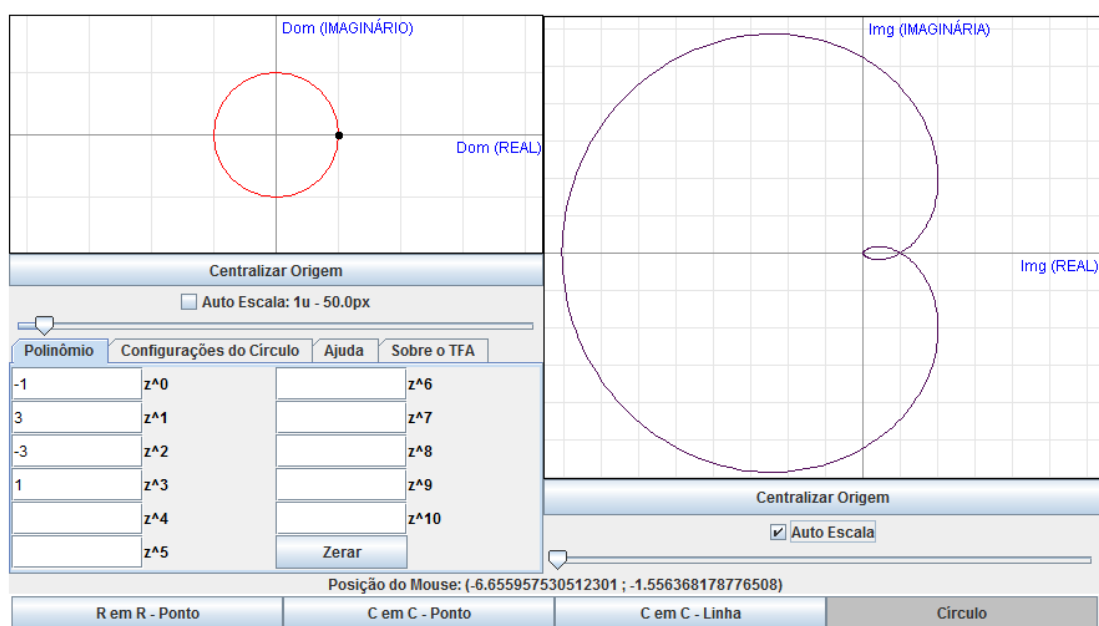 Dom (IMAGINÁRIO)
Dom (REAL)
Img (IMAGINÁRIA)
Img (REAL)
Centralizar Origem
Auto Escala: 1u - 50.0px
Polinômio Configurações do Círculo Ajuda Sobre o TFA
-1 z^0 z^6
3 z^1 z^7
-3 z^2 z^8
1 z^3 z^9
z^4 z^10
z^5 Zerar
Centralizar Origem
Auto Escala
Posição do Mouse: (-6.655957530512301 ; -1.556368178776508)
R em R - Ponto C em C - Ponto C em C - Linha Círculo